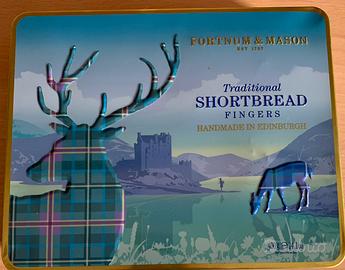 FORTNUM & MASON
EST 1707
Traditional
SHORTBREAD
FINGERS
HANDMADE IN EDINBURGH